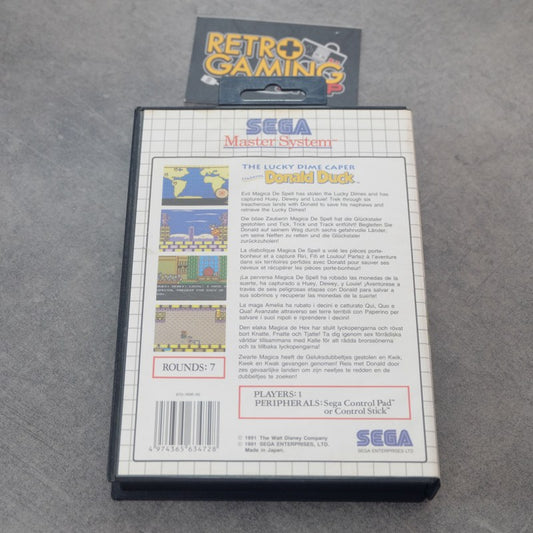 RETRO
GAMING
SEGA
Master System™
THE LUCKY DIME CAPER
Donald Duck™
Evil Magica De Spell has stolen the Lucky Dimes and has
captured Huey, Dewey and Louie! Trek through six
treacherous lands with Donald to save his nephews and
retrieve the Lucky Dimes!
Die böse Zauberin Magica De Spell hat die Glückstaler
gestohlen und Tick, Trick und Track entführt! Begleiten Sie
Donald auf seinem Weg durch sechs gefahrvolle Länder,
um seine Neffen zu retten und die Glückstaler
zurückzuholen!
La diabolique Magica De Spell a volé les pièces porte-
bonheur et a capturé Riri, Fifi et Loulou! Partez à l'aventure
dans six territoires perfides avec Donald pour sauver ses
neveux et récupérer les pièces porte-bonheur!
¡La perversa Magica De Spell ha robado las monedas de la
suerte, ha capturado a Huey, Dewey, y Louie! ¡Aventurese a
través de seis peligrosas etapas con Donald para salvar a
sus sobrinos y recuperar las monedas de la suerte!
La maga Amelia ha rubato i decini e catturato Qui, Quo e
Qua! Avanzate attraverso sei terre terribili con Paperino per
salvare i suoi nipoti e riprendere i decini!
Den elaka Magica de Hex har stulit lyckopengarna och rövat
bort Knatte, Fnatte och Tjatte! Ta dig igenom sex förrädiska
världar tillsammans med Kalle för att rädda brorsönerna
och ta tillbaka lyckopengarna!
Zwarte Magica heeft de Geluksdubbeltjes gestolen en Kwik,
Kwek en Kwak gevangen genomen! Reis met Donald door
zes gevaarlijke landen om zijn neefjes te redden en de
dubbeltjes te zoeken!
ROUNDS: 7
PLAYERS: 1
PERIPHERALS: Sega Control Pad™
or Control Stick™
4 974365 634728
© 1991 The Walt Disney Company
© 1991 SEGA ENTERPRISES, LTD.
Made in Japan.
SEGA
SEGA ENTERPRISES LTD